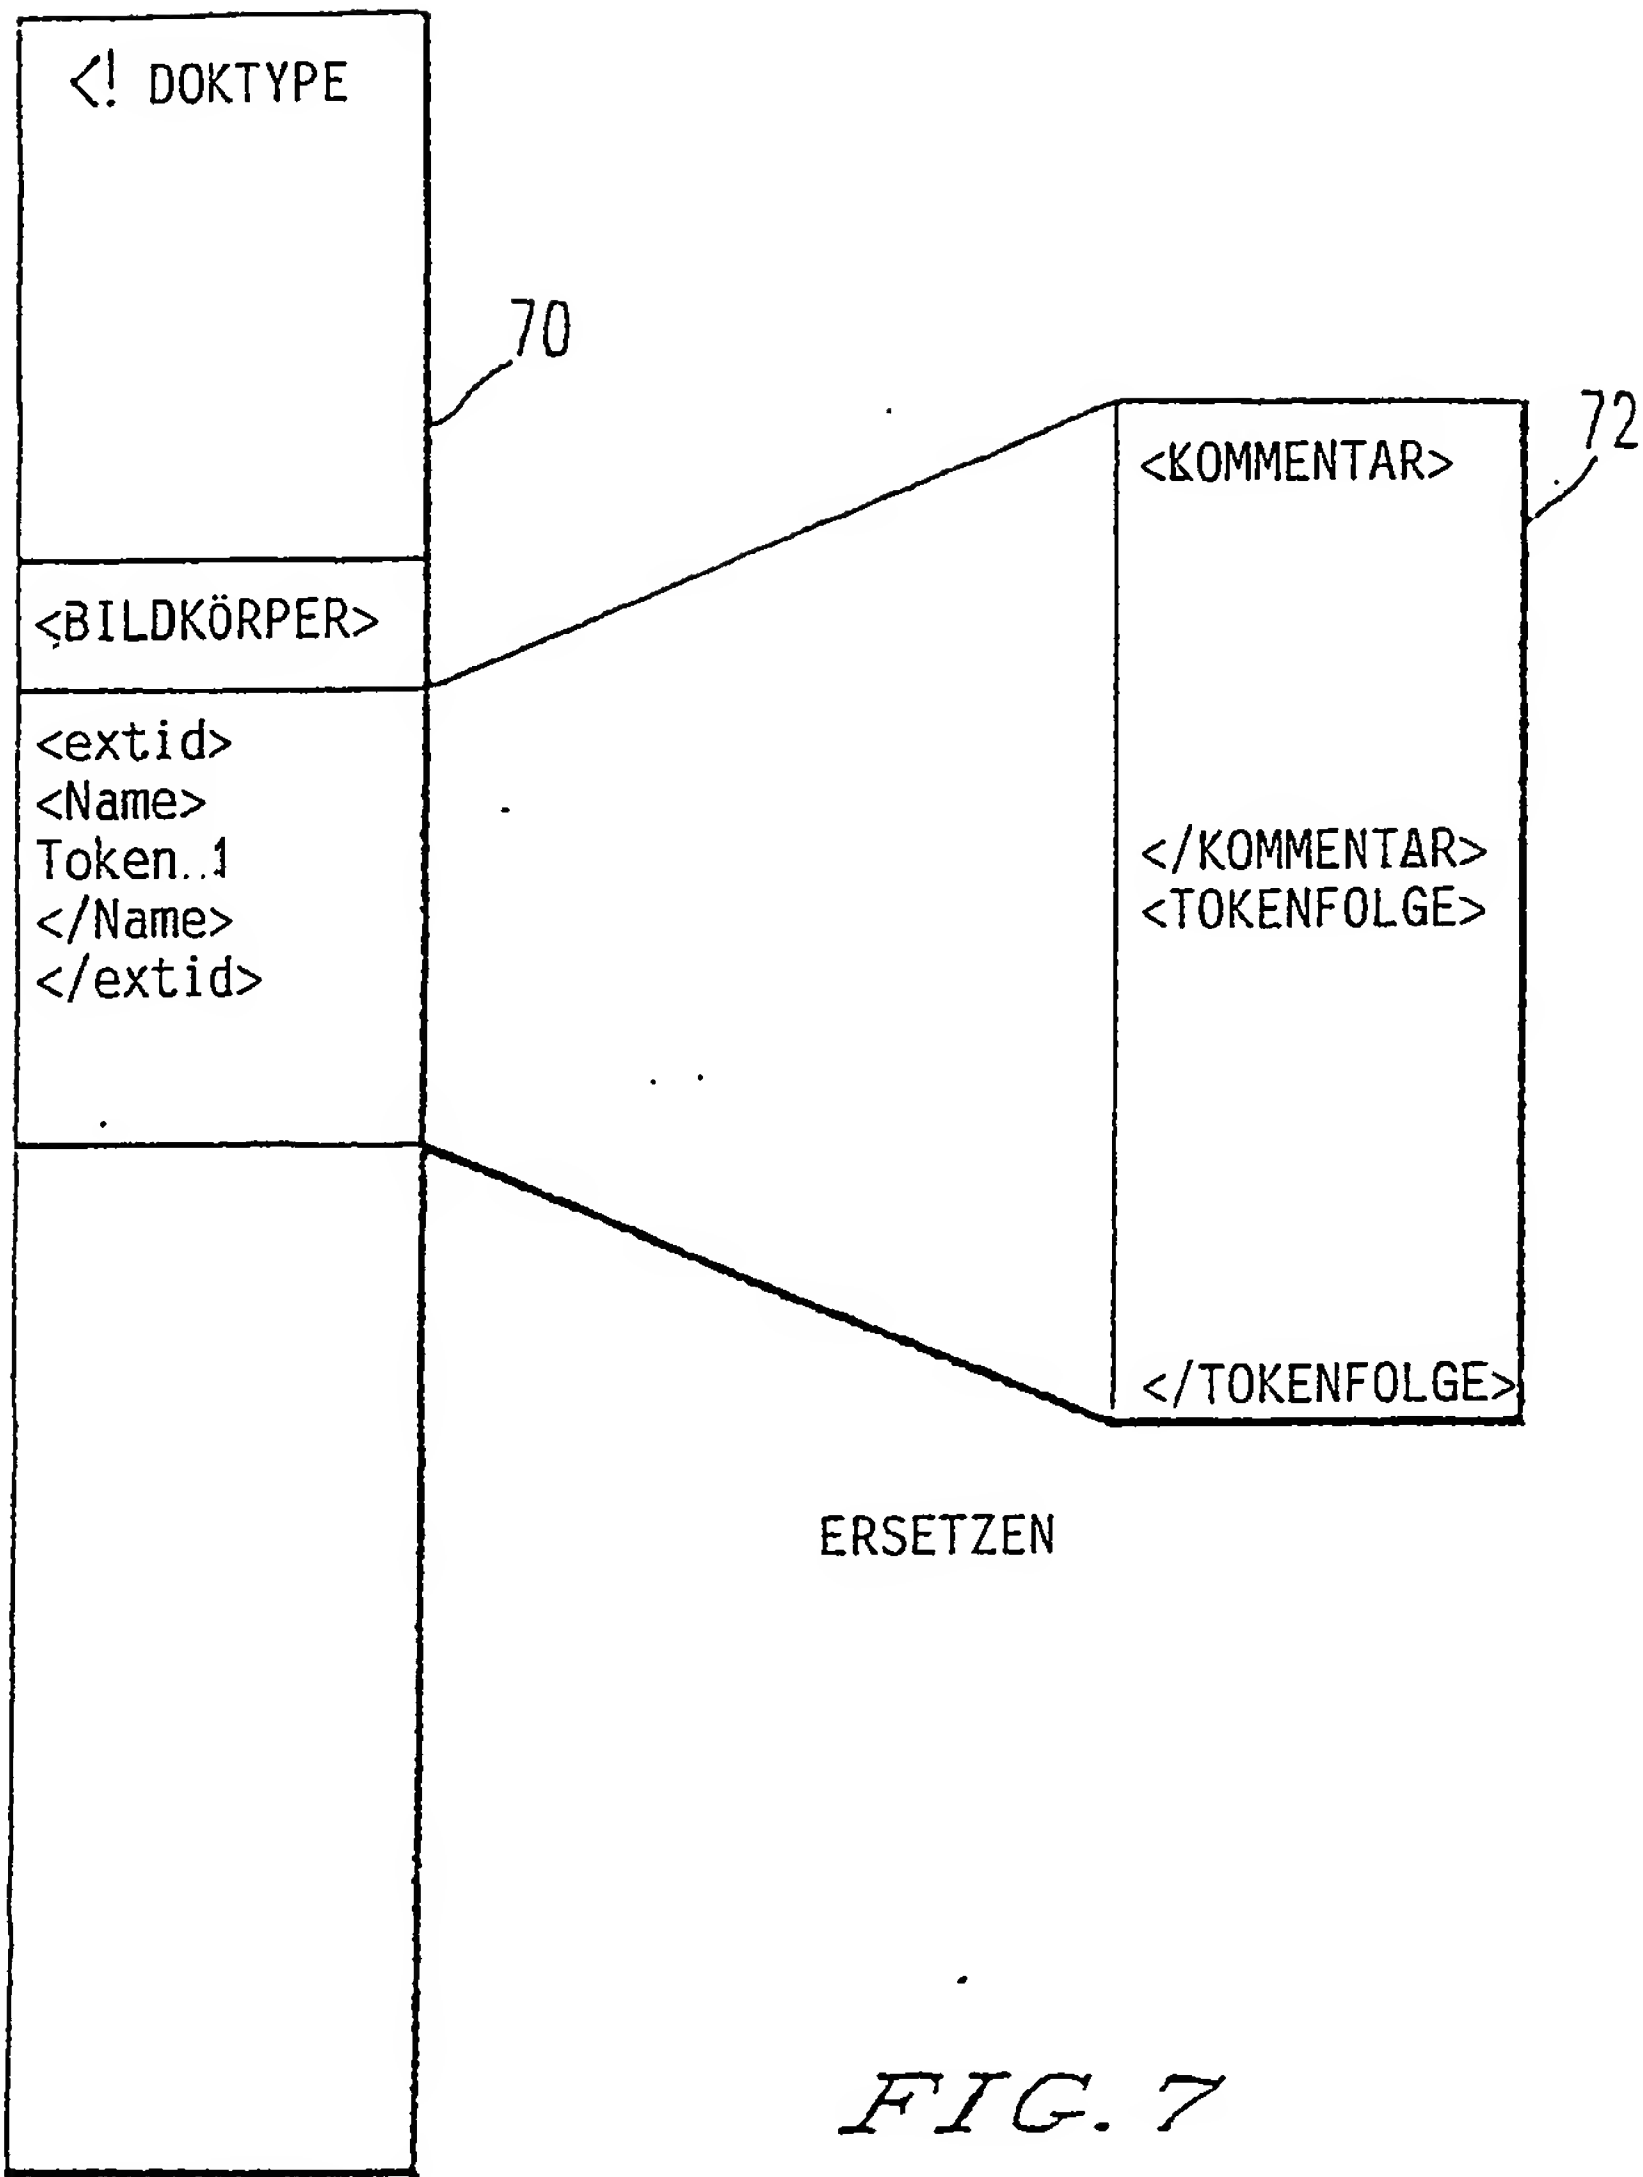 <! DOKTYPE
70
<BILDKÖRPER>
<extid>
<Name>
Token..1
</Name>
</extid>
72
<KOMMENTAR>
</KOMMENTAR>
<TOKENFOLGE>
</TOKENFOLGE>
ERSETZEN
FIG. 7